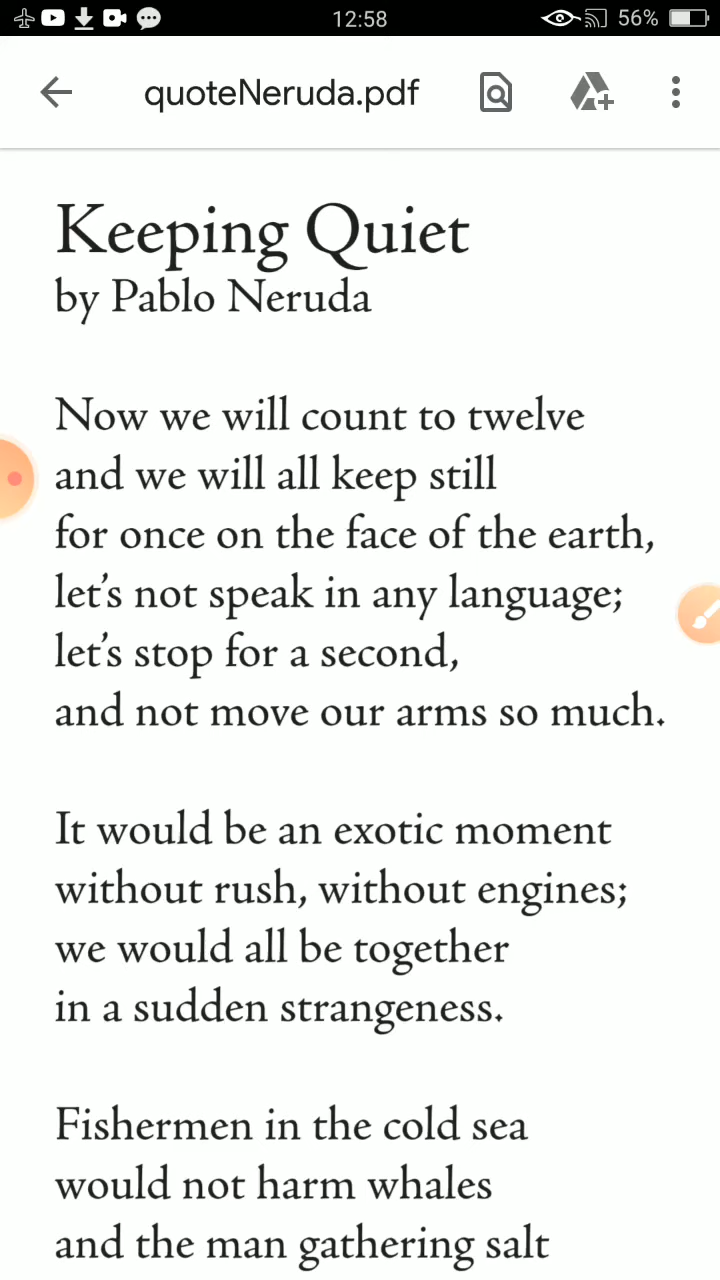 12:58
56%
quoteNeruda.pdf
Keeping Quiet
by Pablo Neruda
Now we will count to twelve
and we will all keep still
for once on the face of the earth,
let’s not speak in any language;
let’s stop for a second,
and not move our arms so much.
It would be an exotic moment
without rush, without engines;
we would all be together
in a sudden strangeness.
Fishermen in the cold sea
would not harm whales
and the man gathering salt